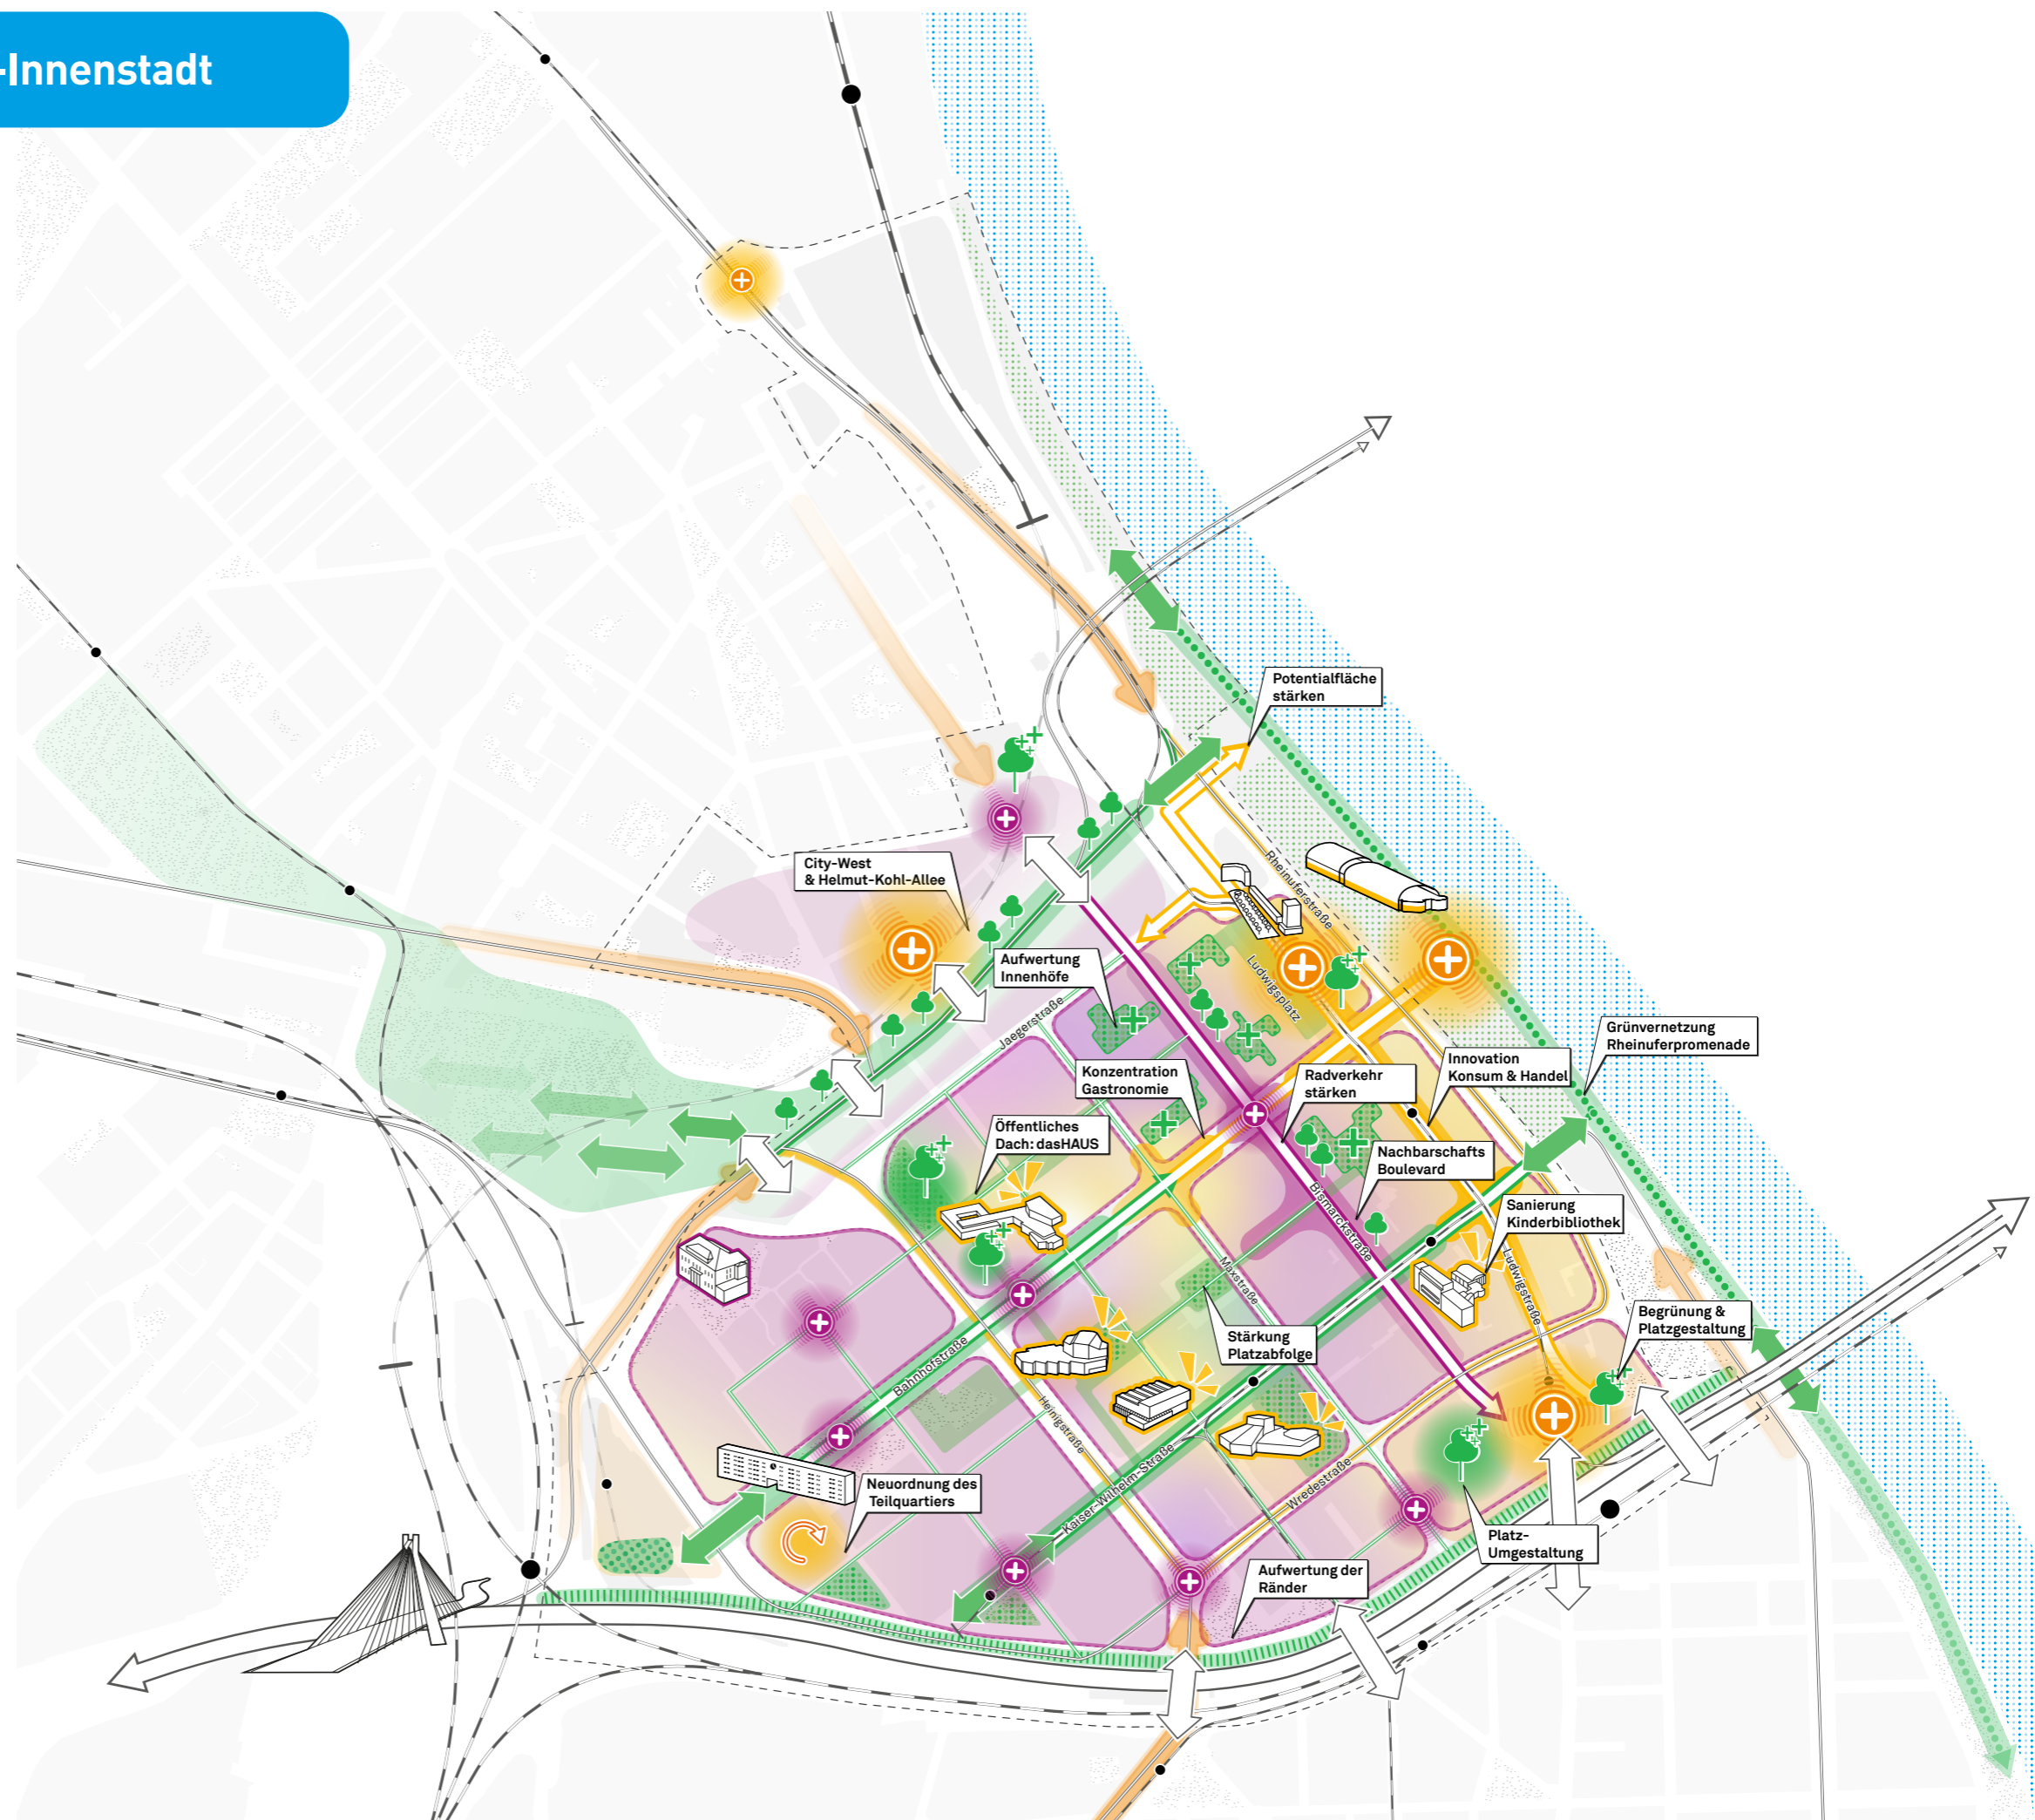 -Innenstadt
Potentialfläche
stärken
City-West
& Helmut-Kohl-Allee
Rheinuferstraße
Aufwertung
Innenhöfe
Ludwigsplatz
Jaegerstraße
Grünvernetzung
Rheinuferpromenade
Innovation
Konsum & Handel
Konzentration
Gastronomie
Radverkehr
stärken
Öffentliches
Dach: dasHAUS
Nachbarschafts
Boulevard
Bismarckstraße
Sanierung
Kinderbibliothek
Maxstraße
Ludwigstraße
Begrünung &
Platzgestaltung
Stärkung
Platzabfolge
Bahnhofstraße
Heinigstraße
Kaiser-Wilhelm-Straße
Wredestraße
Neuordnung des
Teilquartiers
Platz-
Umgestaltung
Aufwertung der
Ränder